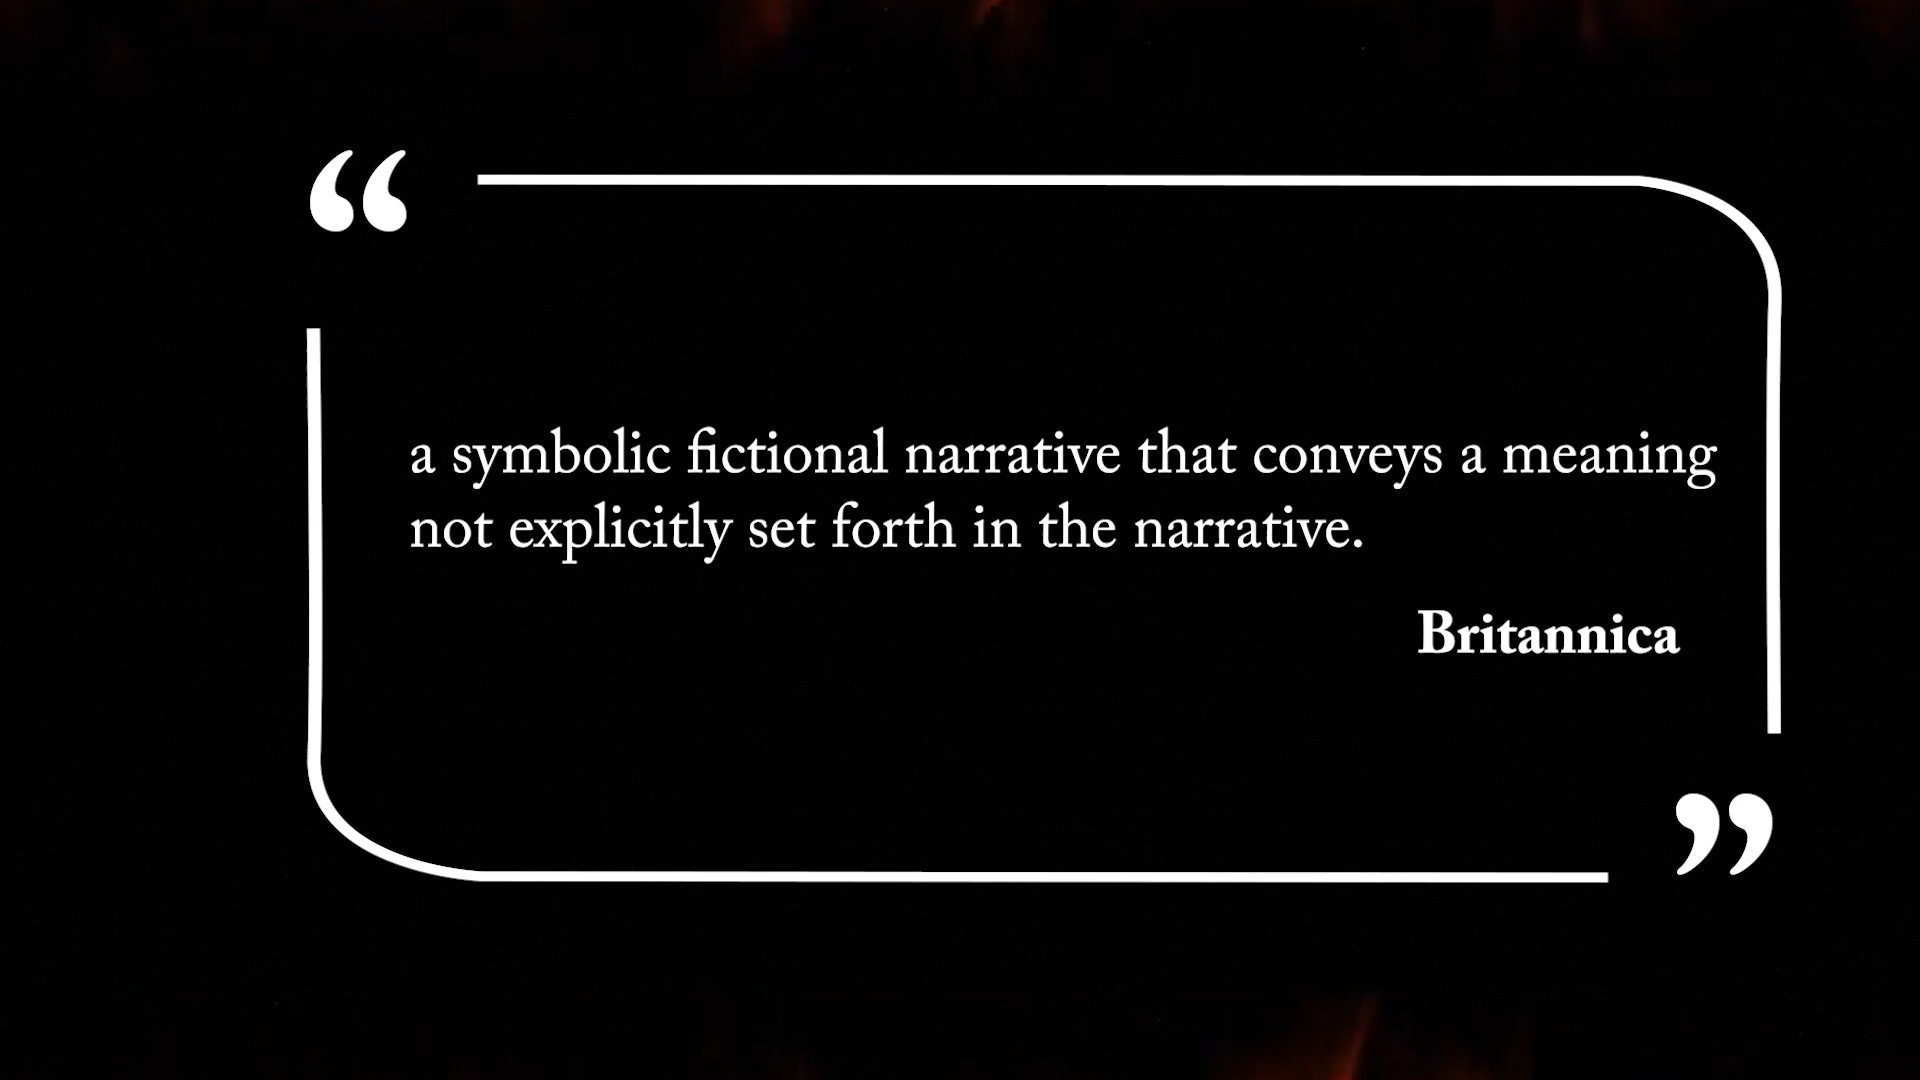 “
a symbolic fictional narrative that conveys a meaning
not explicitly set forth in the narrative.
Britannica
”